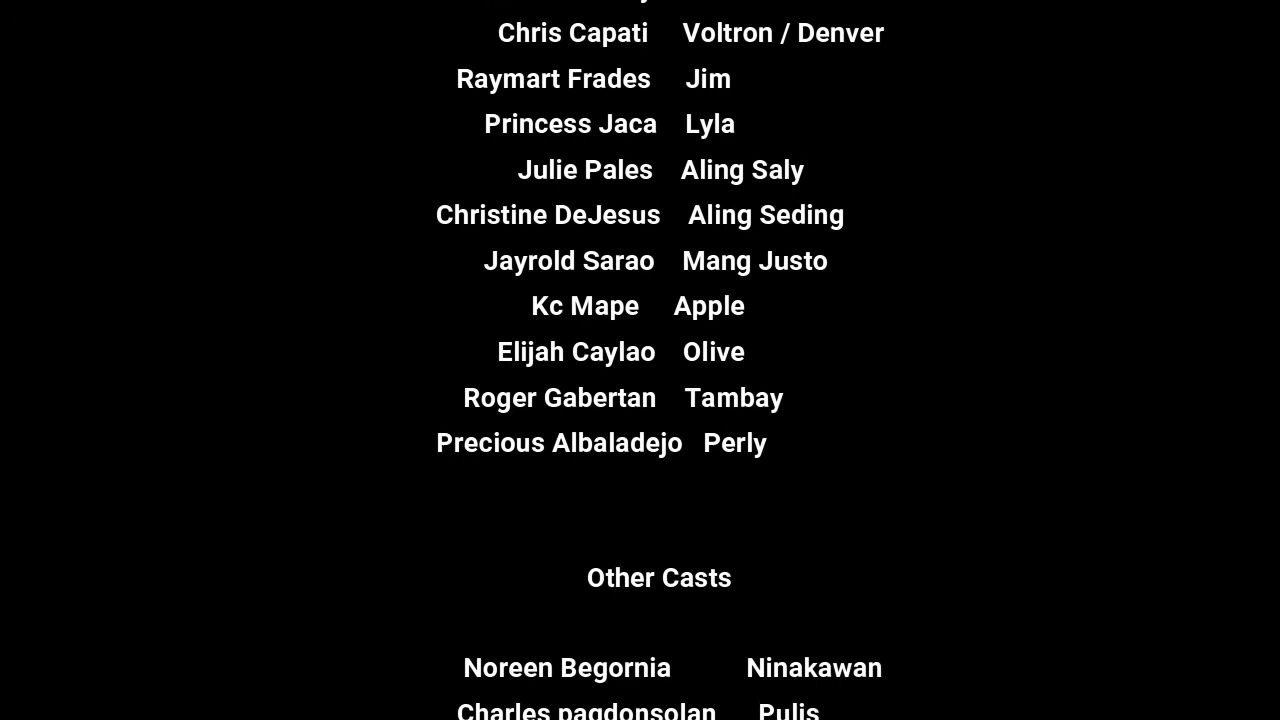 Chris Capati Voltron / Denver
Raymart Frades Jim
Princess Jaca Lyla
Julie Pales Aling Saly
Christine DeJesus Aling Seding
Jayrold Sarao Mang Justo
Kc Mape Apple
Elijah Caylao Olive
Roger Gabertan Tambay
Precious Albaladejo Perly
Other Casts
Noreen Begornia Ninakawan
Charles pagdonsolan Pulis